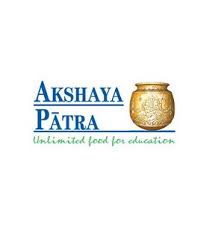 AKSHAYA
PĀTRA
Unlimited food for education